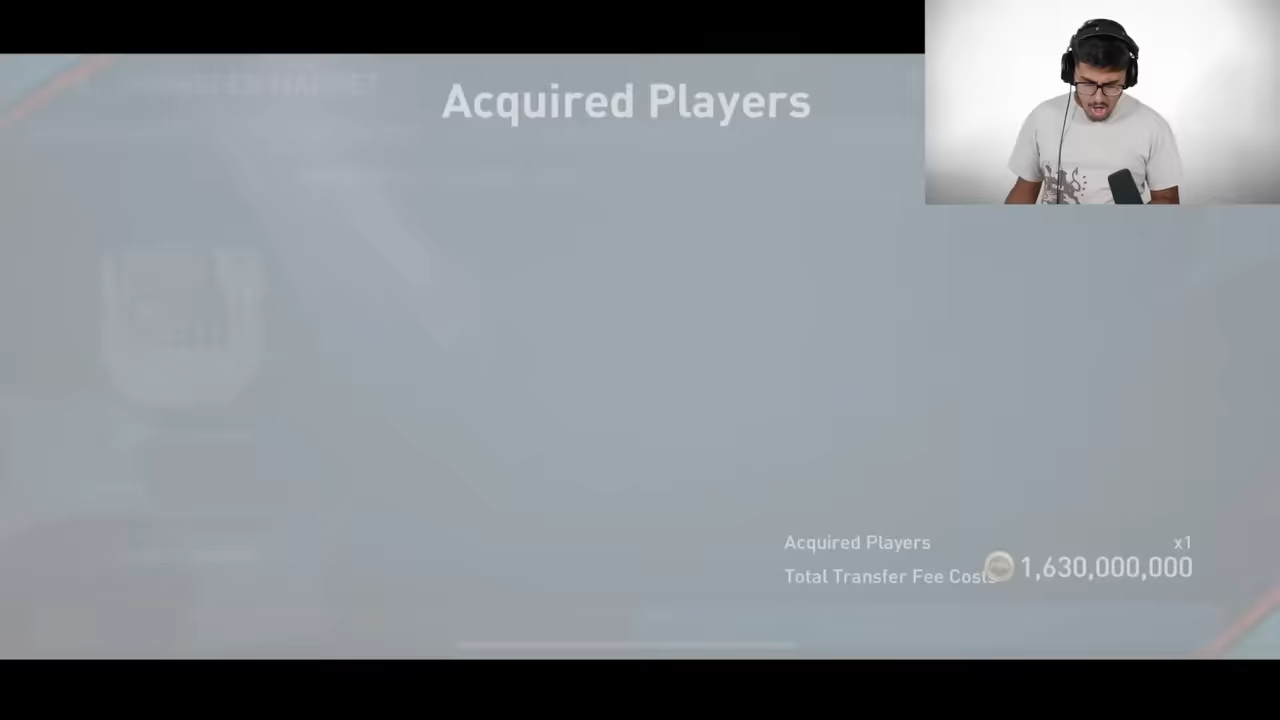 Acquired Players
Acquired Players x1
Total Transfer Fee Costs 1,630,000,000